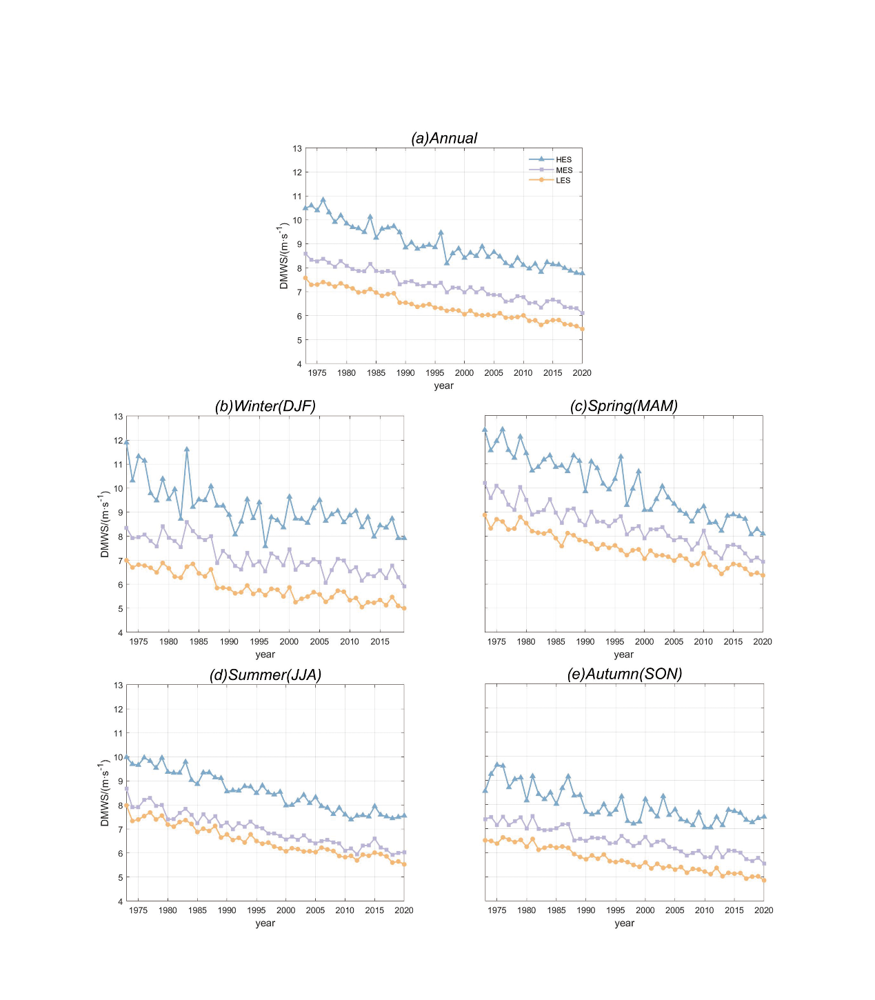 (a)Annual
13
12
11
10
9
8
7
6
5
4
DMWS/(m·s⁻¹)
HES
MES
LES
1975 1980 1985 1990 1995 2000 2005 2010 2015 2020
year
(b)Winter(DJF)
13
12
11
10
9
8
7
6
5
4
DMWS/(m·s⁻¹)
1975 1980 1985 1990 1995 2000 2005 2010 2015
year
(c)Spring(MAM)
1975 1980 1985 1990 1995 2000 2005 2010 2015 2020
year
(d)Summer(JJA)
13
12
11
10
9
8
7
6
5
4
DMWS/(m·s⁻¹)
1975 1980 1985 1990 1995 2000 2005 2010 2015 2020
year
(e)Autumn(SON)
1975 1980 1985 1990 1995 2000 2005 2010 2015 2020
year